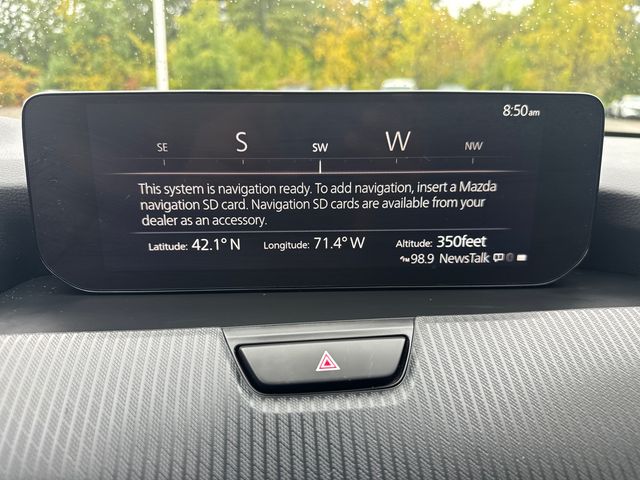 8:50am
SE S SW W NW
This system is navigation ready. To add navigation, insert a Mazda
navigation SD card. Navigation SD cards are available from your
dealer as an accessory.
Latitude: 42.1° N Longitude: 71.4° W Altitude: 350feet
FM 98.9 NewsTalk